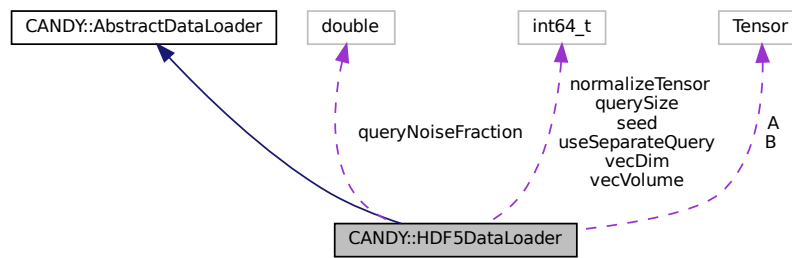 CANDY::AbstractDataLoader
double
int64_t
Tensor
queryNoiseFraction
normalizeTensor
querySize
seed
useSeparateQuery
vecDim
vecVolume
A
B
CANDY::HDF5DataLoader